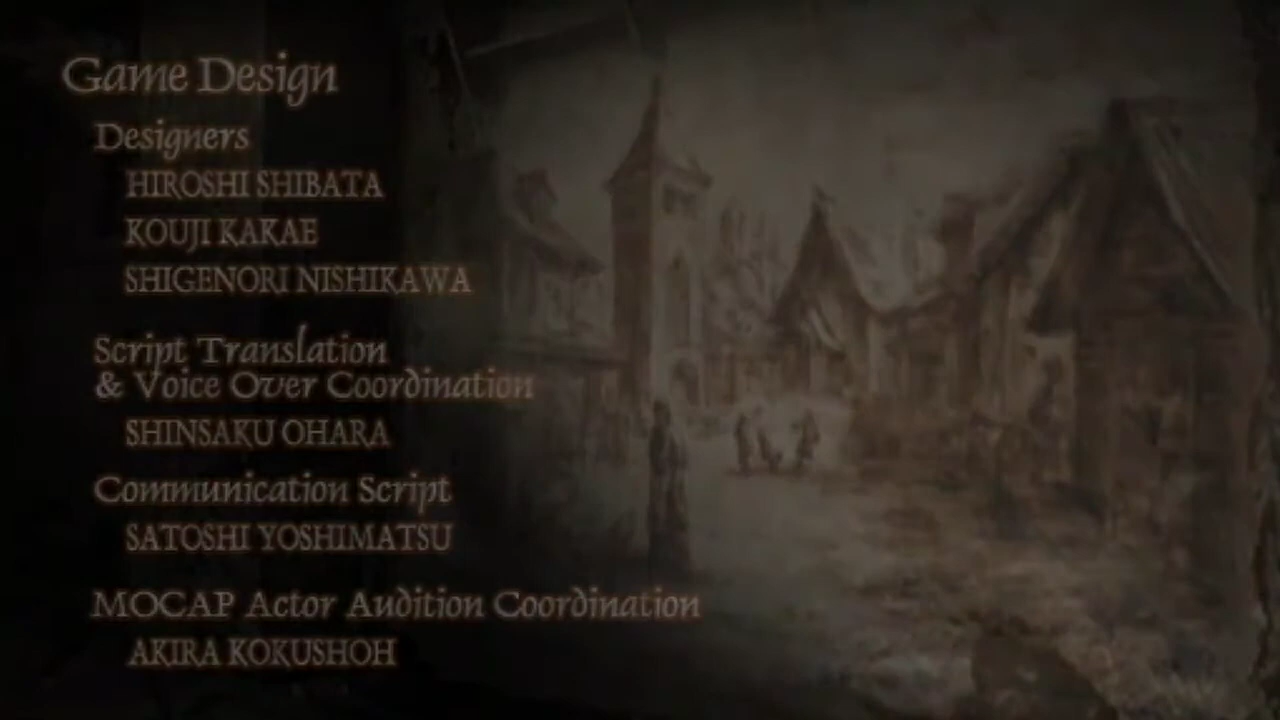 Game Design
Designers
HIROSHI SHIBATA
KOUJI KAKAE
SHIGENORI NISHIKAWA
Script Translation
& Voice Over Coordination
SHINSAKU OHARA
Communication Script
SATOSHI YOSHIMATSU
MOCAP Actor Audition Coordination
AKIRA KOKUSHOH